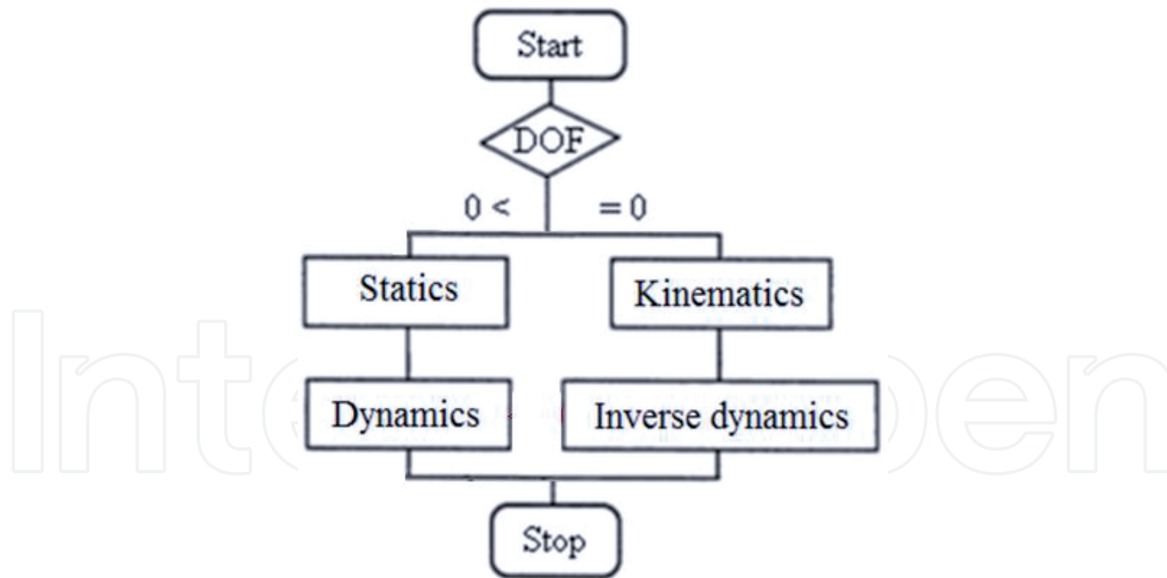 Start
DOF
0 < = 0
Statics Kinematics
Dynamics Inverse dynamics
Stop